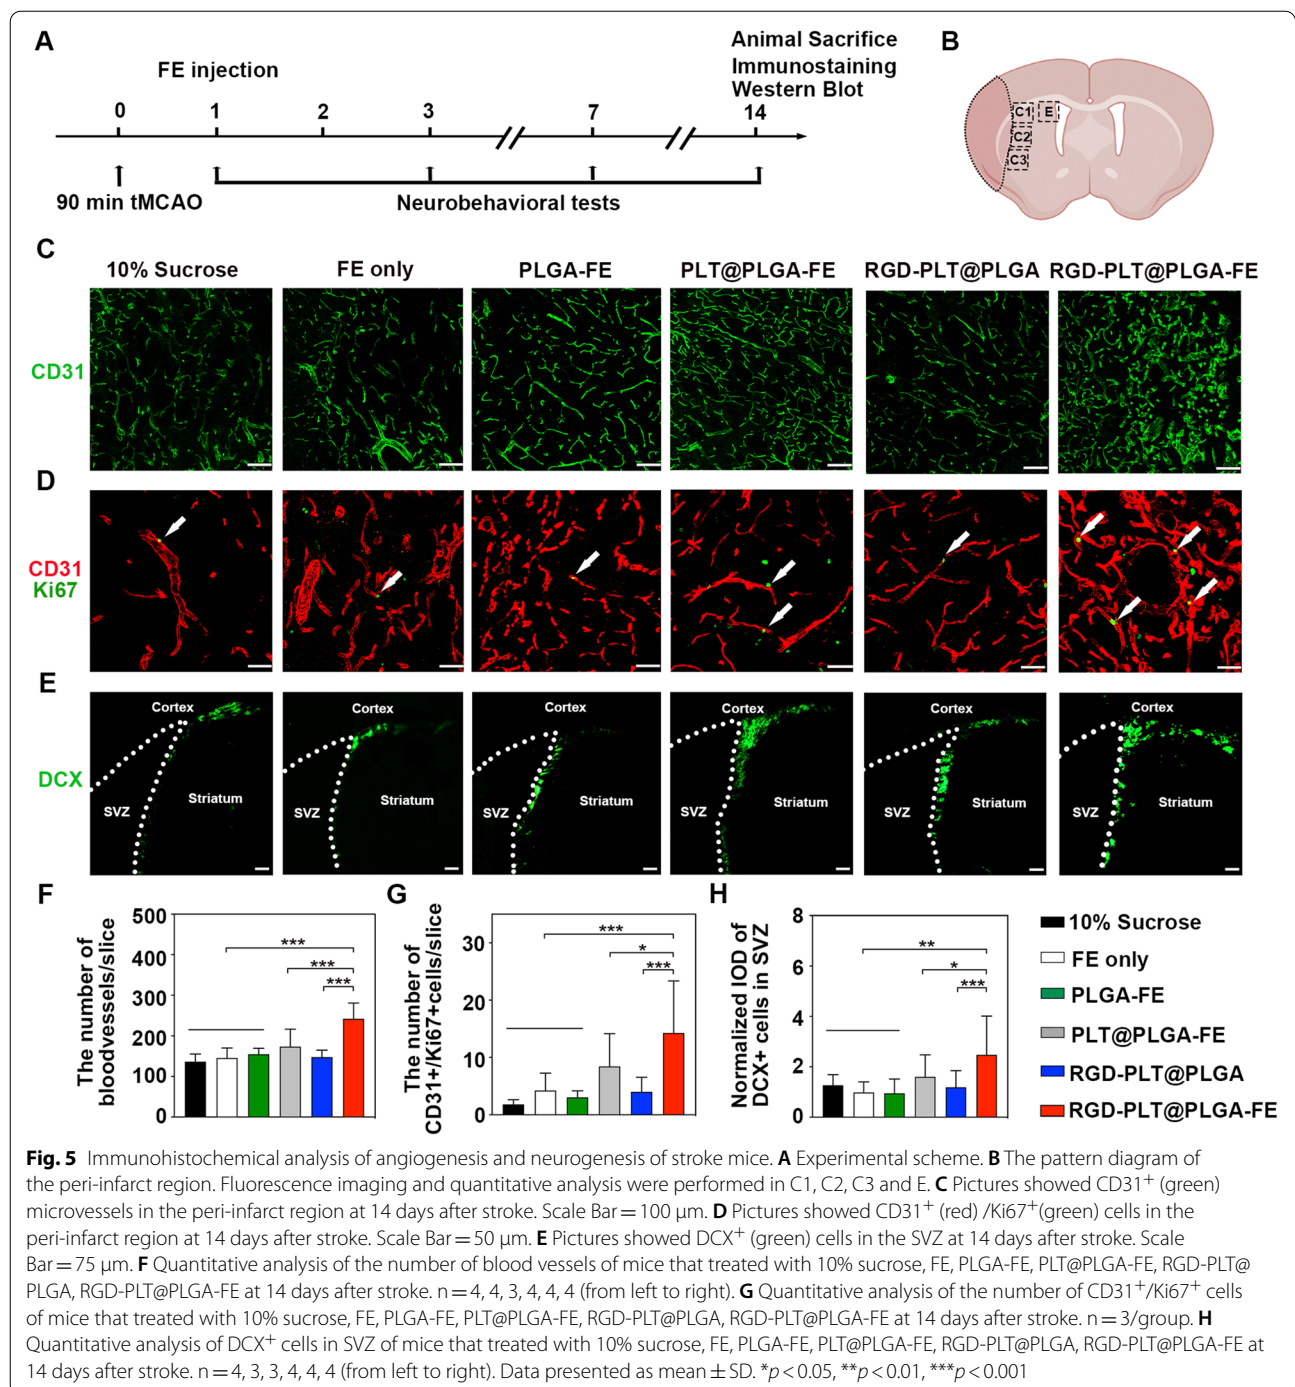 A
FE injection
Animal Sacrifice
Immunostaining
Western Blot
0 1 2 3 7 14
90 min tMCAO
Neurobehavioral tests
B
C1
E
C2
C3
C
10% Sucrose FE only PLGA-FE PLT@PLGA-FE RGD-PLT@PLGA RGD-PLT@PLGA-FE
CD31
D
CD31
Ki67
E
Cortex Cortex Cortex Cortex Cortex Cortex
DCX
SVZ Striatum SVZ Striatum SVZ Striatum SVZ Striatum SVZ Striatum SVZ Striatum
F
The number of
bloodvessels/slice
500
400
300
200
100
0
***
***
***
G
The number of
CD31+/Ki67+cells/slice
30
20
10
0
***
*
***
H
Normalized IOD of
DCX+ cells in SVZ
8
6
4
2
0
**
*
***
10% Sucrose
FE only
PLGA-FE
PLT@PLGA-FE
RGD-PLT@PLGA
RGD-PLT@PLGA-FE
Fig. 5 Immunohistochemical analysis of angiogenesis and neurogenesis of stroke mice. A Experimental scheme. B The pattern diagram of
the peri-infarct region. Fluorescence imaging and quantitative analysis were performed in C1, C2, C3 and E. C Pictures showed CD31⁺ (green)
microvessels in the peri-infarct region at 14 days after stroke. Scale Bar = 100 μm. D Pictures showed CD31⁺ (red) /Ki67⁺(green) cells in the
peri-infarct region at 14 days after stroke. Scale Bar = 50 μm. E Pictures showed DCX⁺ (green) cells in the SVZ at 14 days after stroke. Scale
Bar = 75 μm. F Quantitative analysis of the number of blood vessels of mice that treated with 10% sucrose, FE, PLGA-FE, PLT@PLGA-FE, RGD-PLT@
PLGA, RGD-PLT@PLGA-FE at 14 days after stroke. n = 4, 4, 3, 4, 4, 4 (from left to right). G Quantitative analysis of the number of CD31⁺/Ki67⁺ cells
of mice that treated with 10% sucrose, FE, PLGA-FE, PLT@PLGA-FE, RGD-PLT@PLGA, RGD-PLT@PLGA-FE at 14 days after stroke. n = 3/group. H
Quantitative analysis of DCX⁺ cells in SVZ of mice that treated with 10% sucrose, FE, PLGA-FE, PLT@PLGA-FE, RGD-PLT@PLGA, RGD-PLT@PLGA-FE at
14 days after stroke. n = 4, 3, 3, 4, 4, 4 (from left to right). Data presented as mean ± SD. *p < 0.05, **p < 0.01, ***p < 0.001